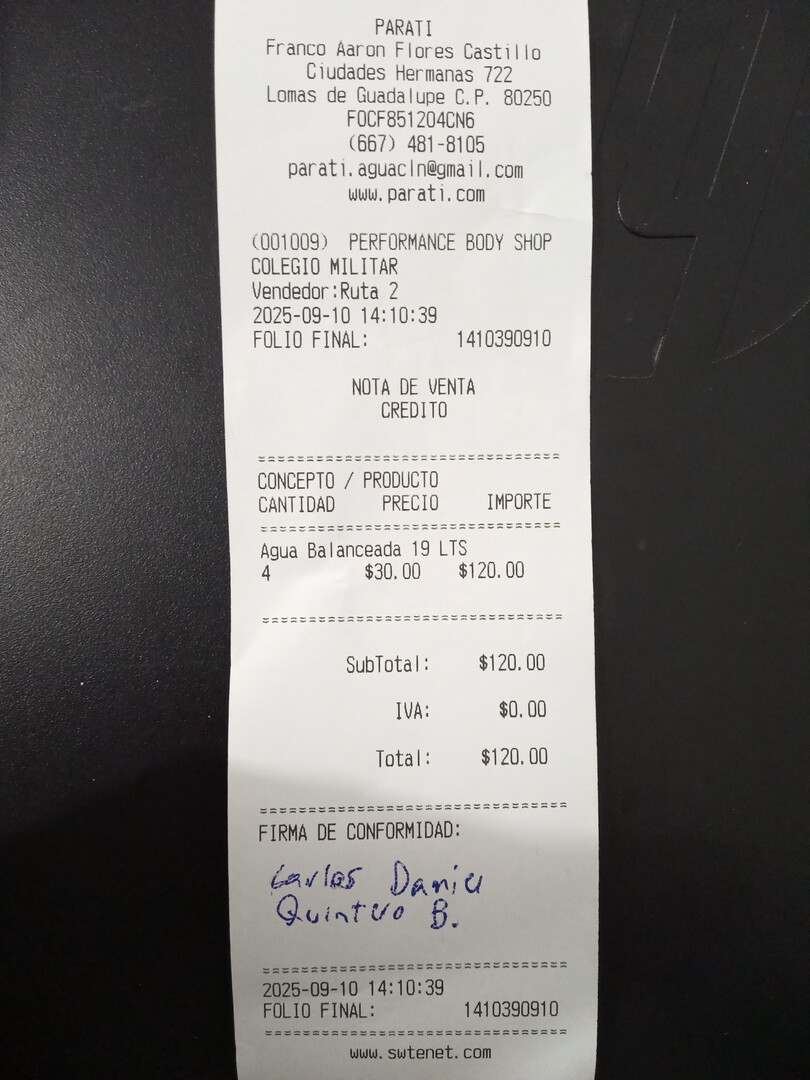 PARATI
Franco Aaron Flores Castillo
Ciudades Hermanas 722
Lomas de Guadalupe C.P. 80250
FOCF851204CN6
(667) 481-8105
parati.aguacln@gmail.com
www.parati.com
(001009) PERFORMANCE BODY SHOP
COLEGIO MILITAR
Vendedor:Ruta 2
2025-09-10 14:10:39
FOLIO FINAL: 1410390910
NOTA DE VENTA
CREDITO
================================
CONCEPTO / PRODUCTO
CANTIDAD PRECIO IMPORTE
================================
Agua Balanceada 19 LTS
4 $30.00 $120.00
================================
SubTotal: $120.00
IVA: $0.00
Total: $120.00
================================
FIRMA DE CONFORMIDAD:
Carlos Daniel
Quintero B.
================================
2025-09-10 14:10:39
FOLIO FINAL: 1410390910
================================
www.swtenet.com